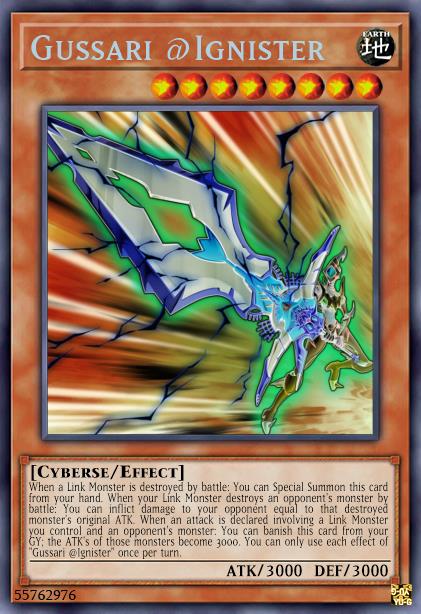 GUSSARI @IGNISTER
EARTH
地
[CYBERSE/EFFECT]
When a Link Monster is destroyed by battle: You can Special Summon this card
from your hand. When your Link Monster destroys an opponent's monster by
battle: You can inflict damage to your opponent equal to that destroyed
monster's original ATK. When an attack is declared involving a Link Monster
you control and an opponent's monster: You can banish this card from your
GY; the ATK's of those monsters become 3000. You can only use each effect of
"Gussari @Ignister" once per turn.
ATK/3000 DEF/3000
55762976